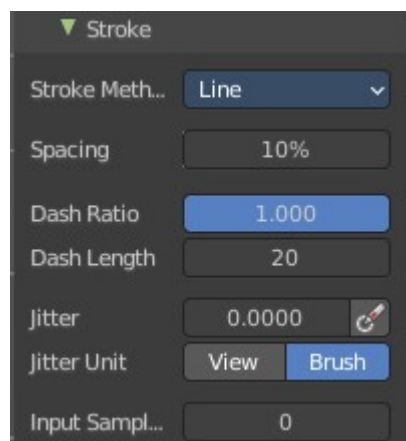 Stroke
Stroke Meth... Line
Spacing 10%
Dash Ratio 1.000
Dash Length 20
Jitter 0.0000
Jitter Unit View Brush
Input Sampl... 0